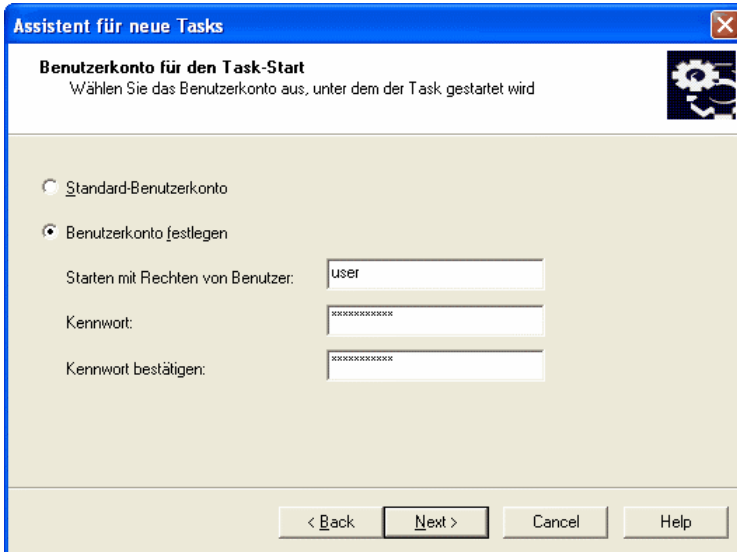 Assistent für neue Tasks
Benutzerkonto für den Task-Start
Wählen Sie das Benutzerkonto aus, unter dem der Task gestartet wird
Standard-Benutzerkonto
Benutzerkonto festlegen
Starten mit Rechten von Benutzer: user
Kennwort: ***********
Kennwort bestätigen: ***********
< Back Next > Cancel Help